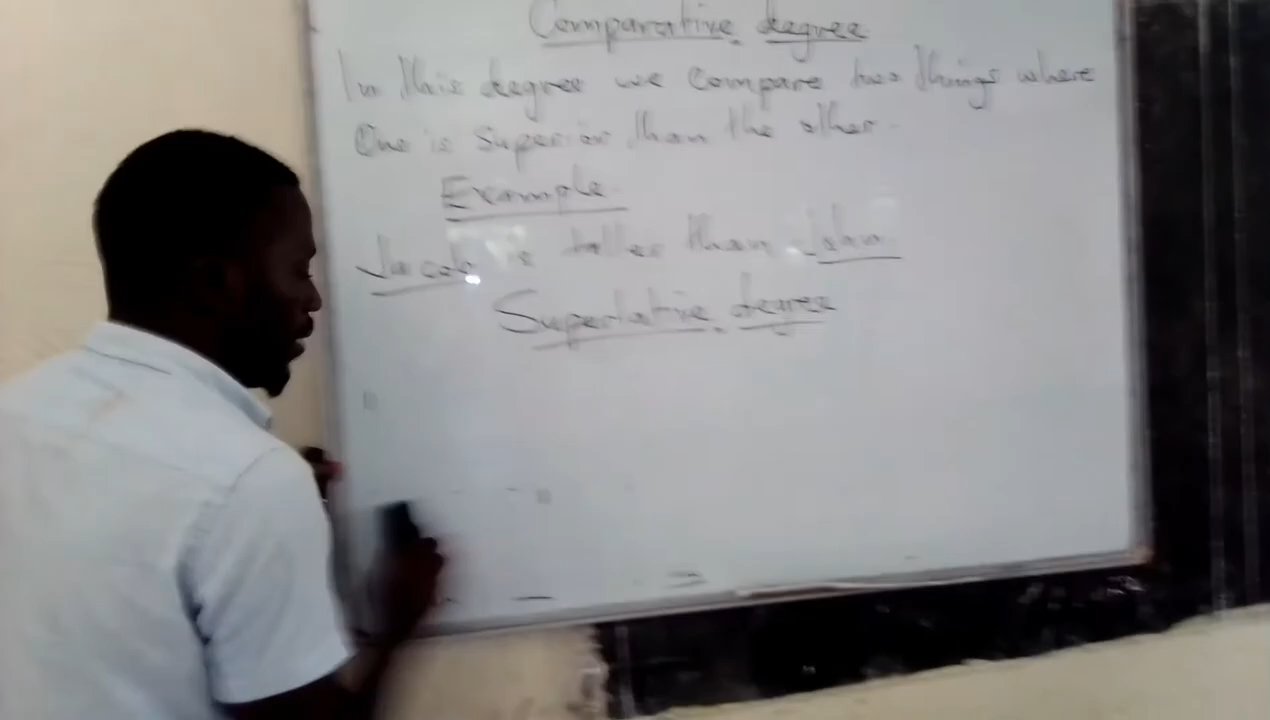 Comparative degree
In this degree we compare two things where
One is Superior than the other.
Example
Jacob is taller than John.
Superlative degree